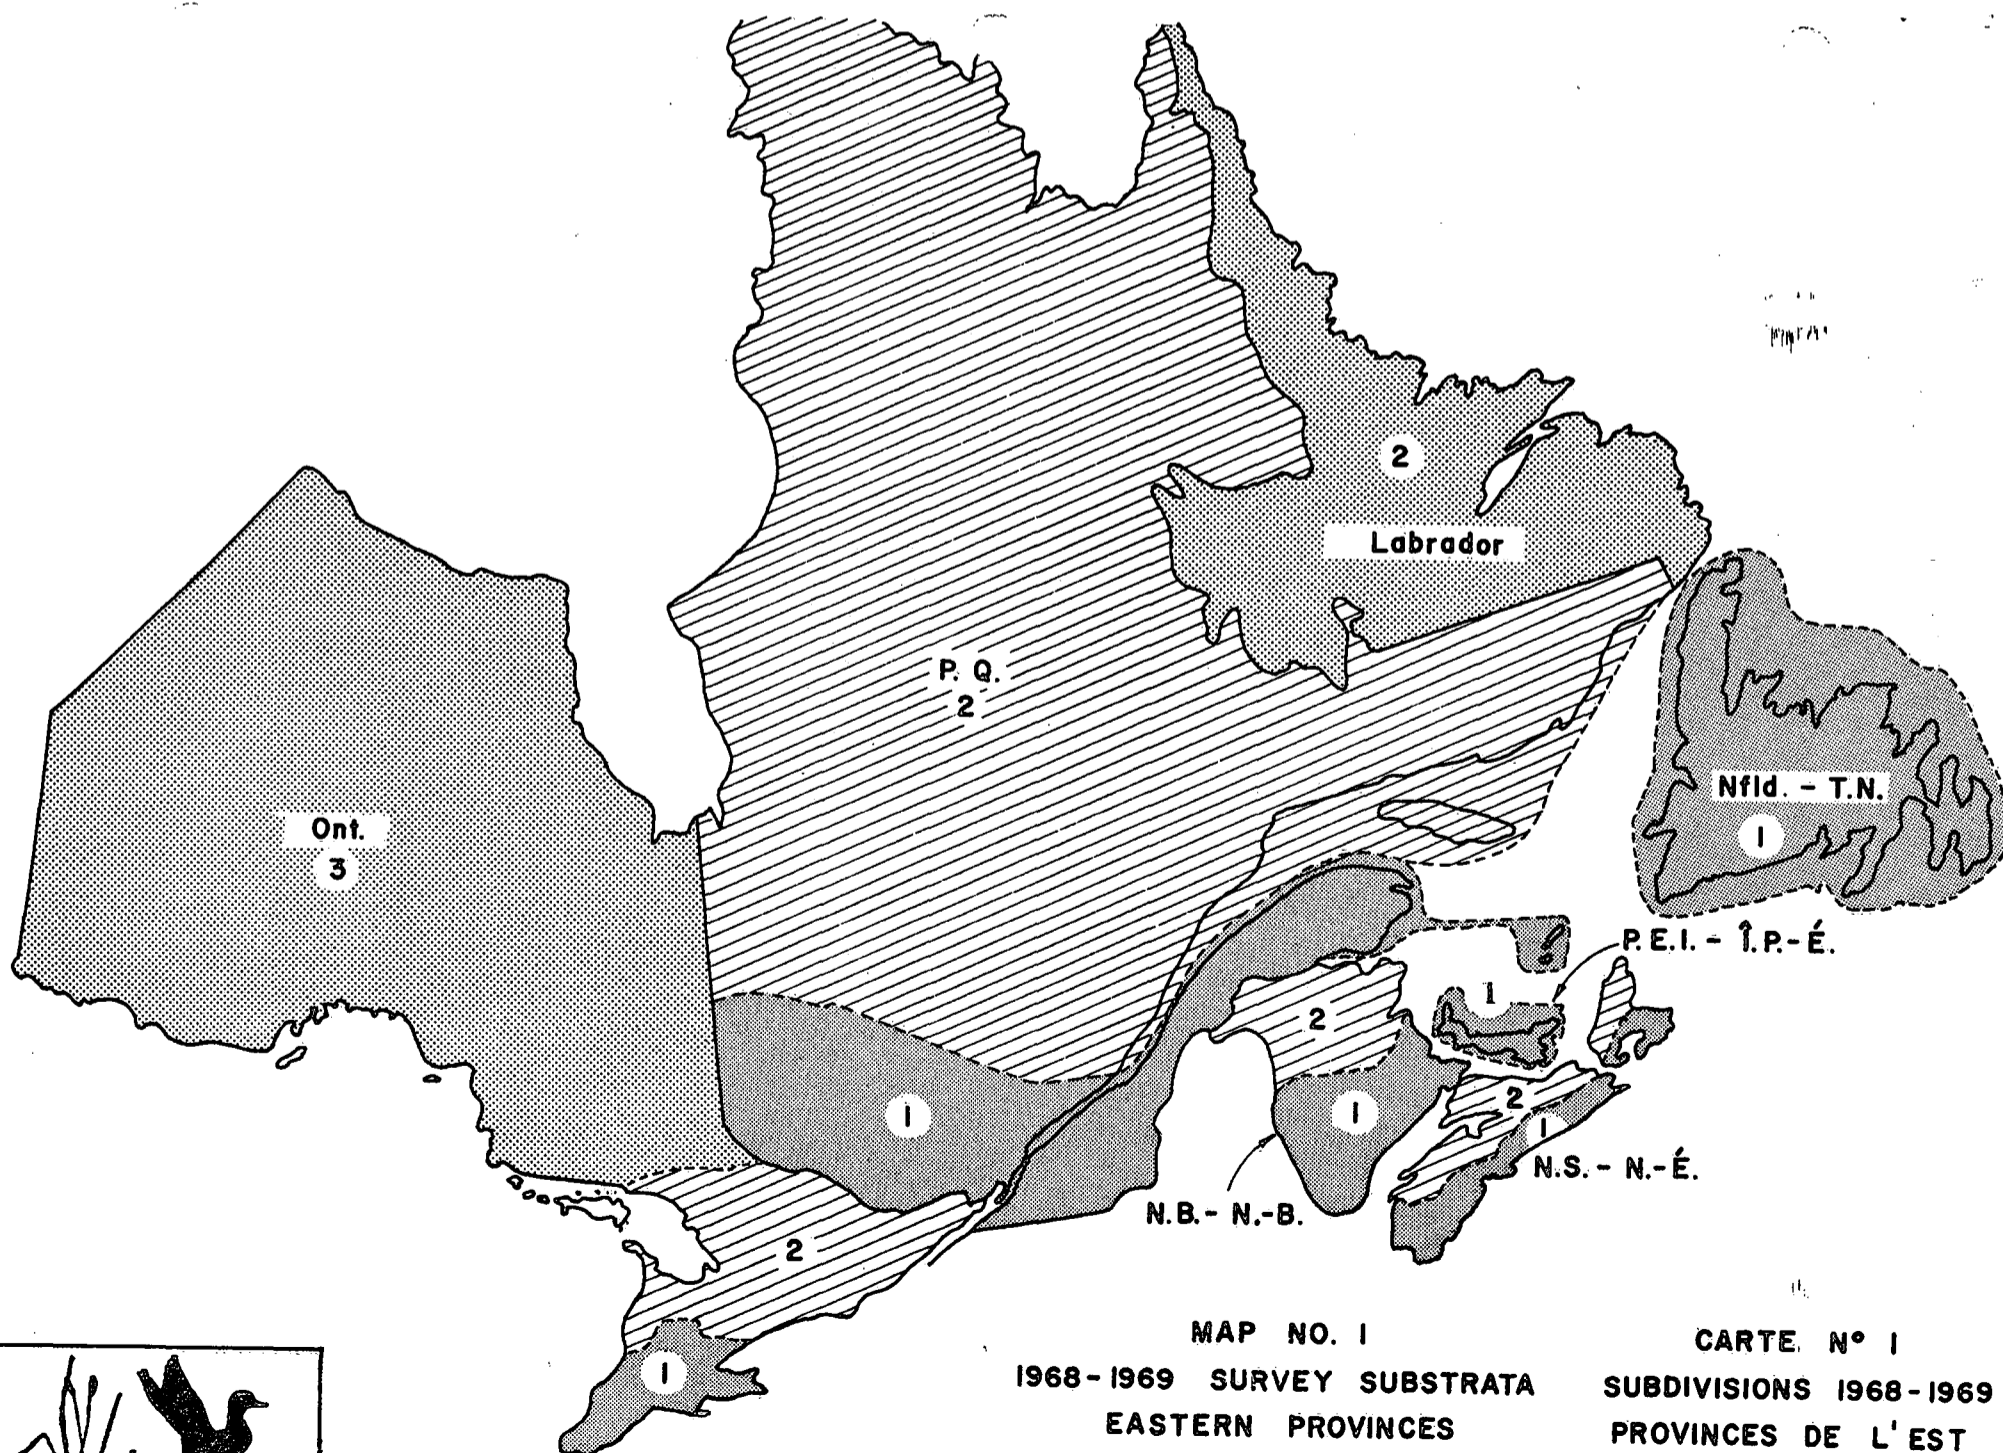 2
Labrador
P. Q.
2
Nfld. - T.N.
1
Ont.
3
P.E.I. - Î.P.-É.
1
2
2
1
1
1
N.S. - N.-É.
N.B. - N.-B.
2
1
MAP NO. 1
1968-1969 SURVEY SUBSTRATA
EASTERN PROVINCES
CARTE N° 1
SUBDIVISIONS 1968-1969
PROVINCES DE L'EST